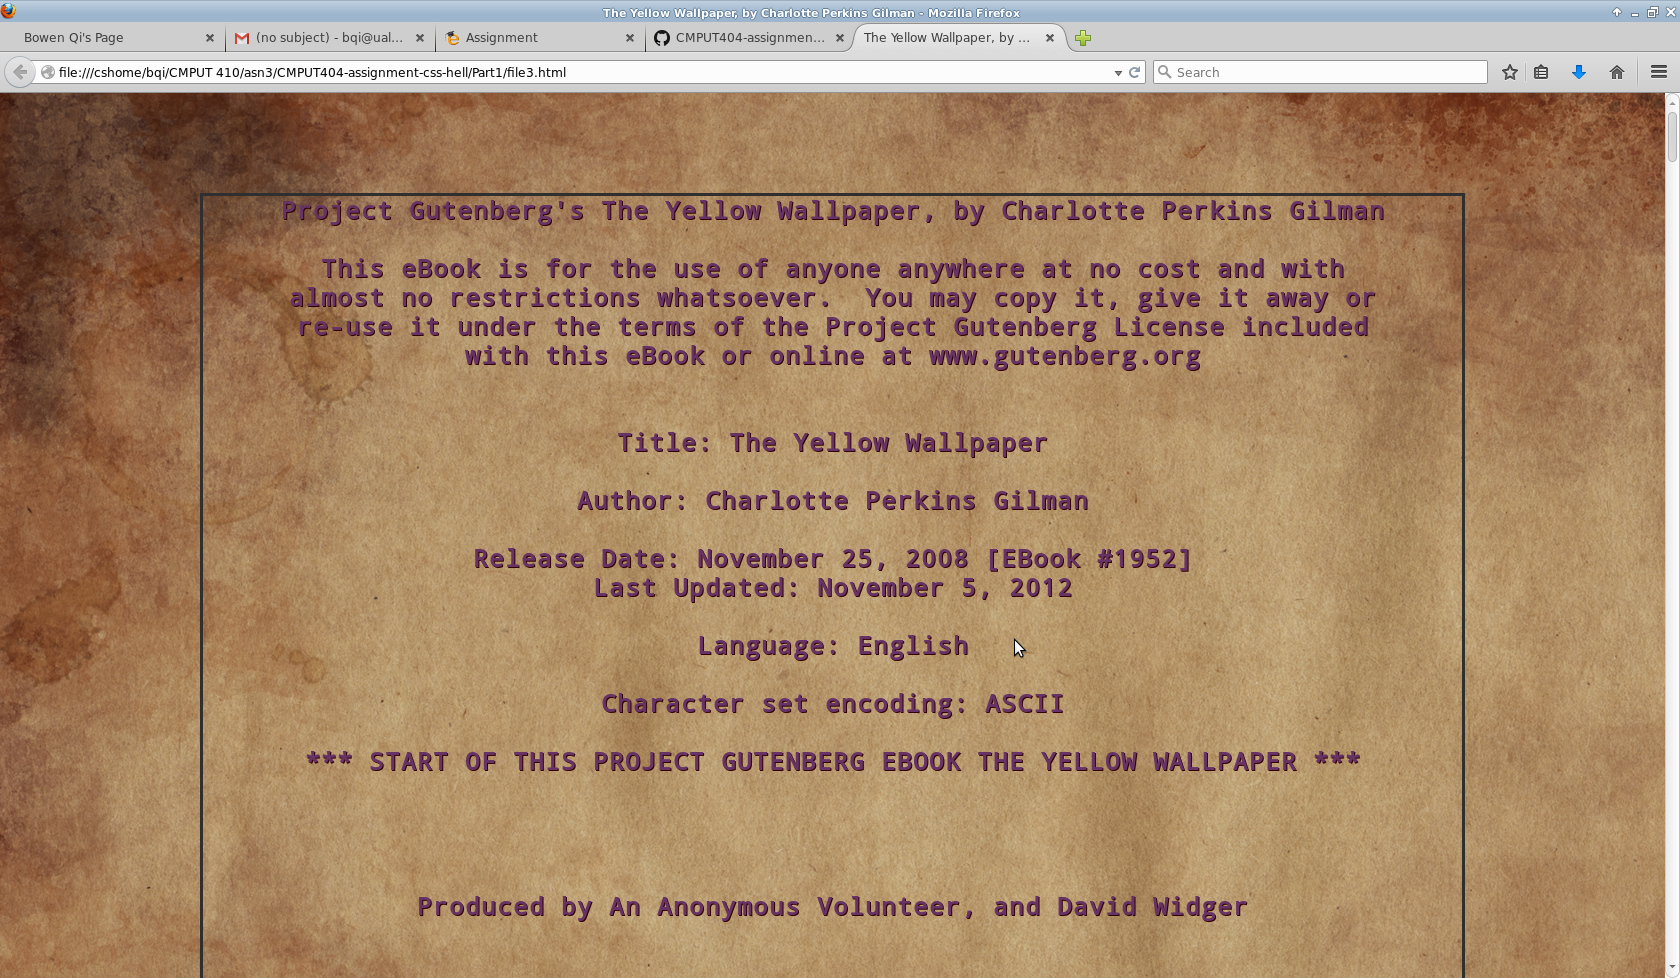 The Yellow Wallpaper, by Charlotte Perkins Gilman - Mozilla Firefox
Bowen Qi's Page
(no subject) - bqi@ual...
Assignment
CMPUT404-assignmen...
The Yellow Wallpaper, by ...
file:///cshome/bqi/CMPUT 410/asn3/CMPUT404-assignment-css-hell/Part1/file3.html
Search
Project Gutenberg's The Yellow Wallpaper, by Charlotte Perkins Gilman
This eBook is for the use of anyone anywhere at no cost and with
almost no restrictions whatsoever.  You may copy it, give it away or
re-use it under the terms of the Project Gutenberg License included
with this eBook or online at www.gutenberg.org
Title: The Yellow Wallpaper
Author: Charlotte Perkins Gilman
Release Date: November 25, 2008 [EBook #1952]
Last Updated: November 5, 2012
Language: English
Character set encoding: ASCII
*** START OF THIS PROJECT GUTENBERG EBOOK THE YELLOW WALLPAPER ***
Produced by An Anonymous Volunteer, and David Widger